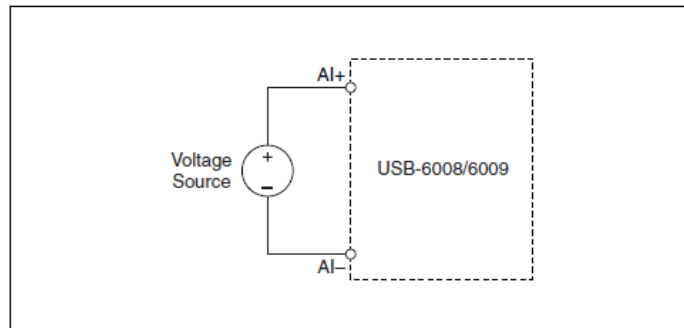 AI+
+
Voltage
Source
USB-6008/6009
–
AI–